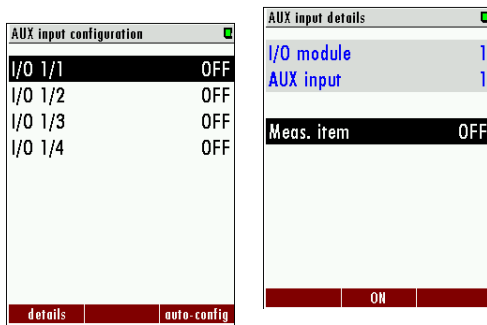 AUX input configuration
I/O 1/1 OFF
I/O 1/2 OFF
I/O 1/3 OFF
I/O 1/4 OFF
details auto-config
AUX input details
I/O module 1
AUX input 1
Meas. item OFF
ON